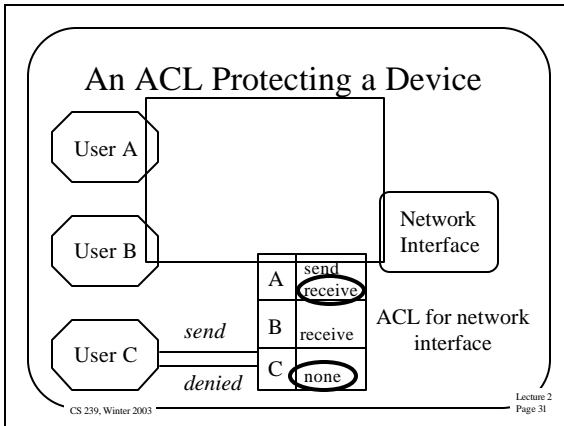 An ACL Protecting a Device
User A
User B
User C
Network
Interface
send
denied
A
send
receive
B
receive
C
none
ACL for network
interface
CS 239, Winter 2003
Lecture 2
Page 31